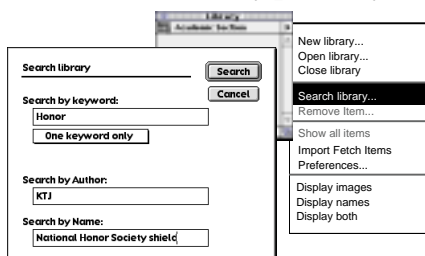 Library
Academic Section
Search library
Search
Cancel
Search by keyword:
Honor
One keyword only
Search by Author:
KTJ
Search by Name:
National Honor Society shield
New library...
Open library...
Close library
Search library...
Remove Item...
Show all items
Import Fetch Items
Preferences...
Display images
Display names
Display both